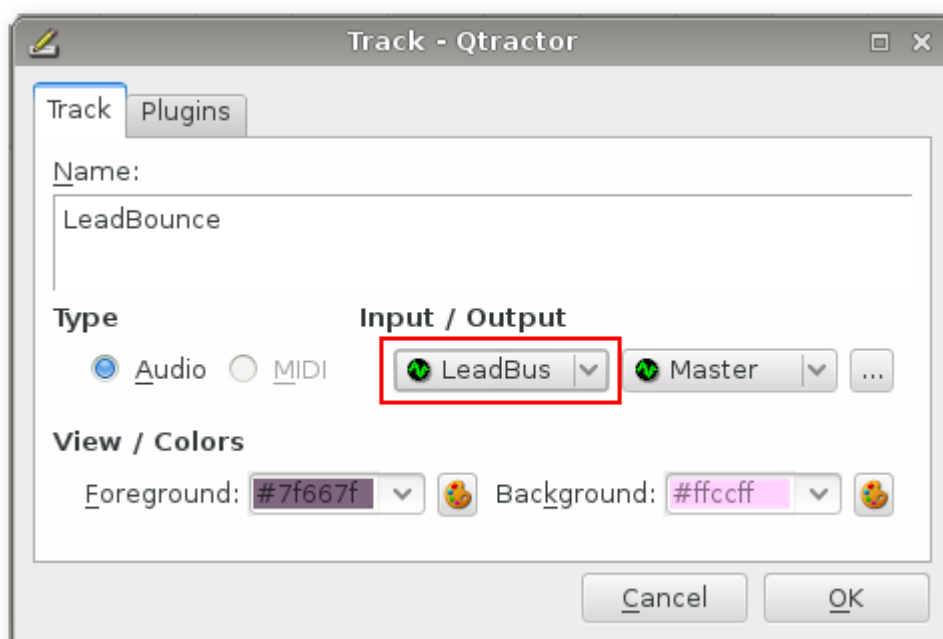 Track - Qtractor
Track Plugins
Name:
LeadBounce
Type Input / Output
Audio MIDI LeadBus Master ...
View / Colors
Foreground: #7f667f Background: #ffccff
Cancel OK